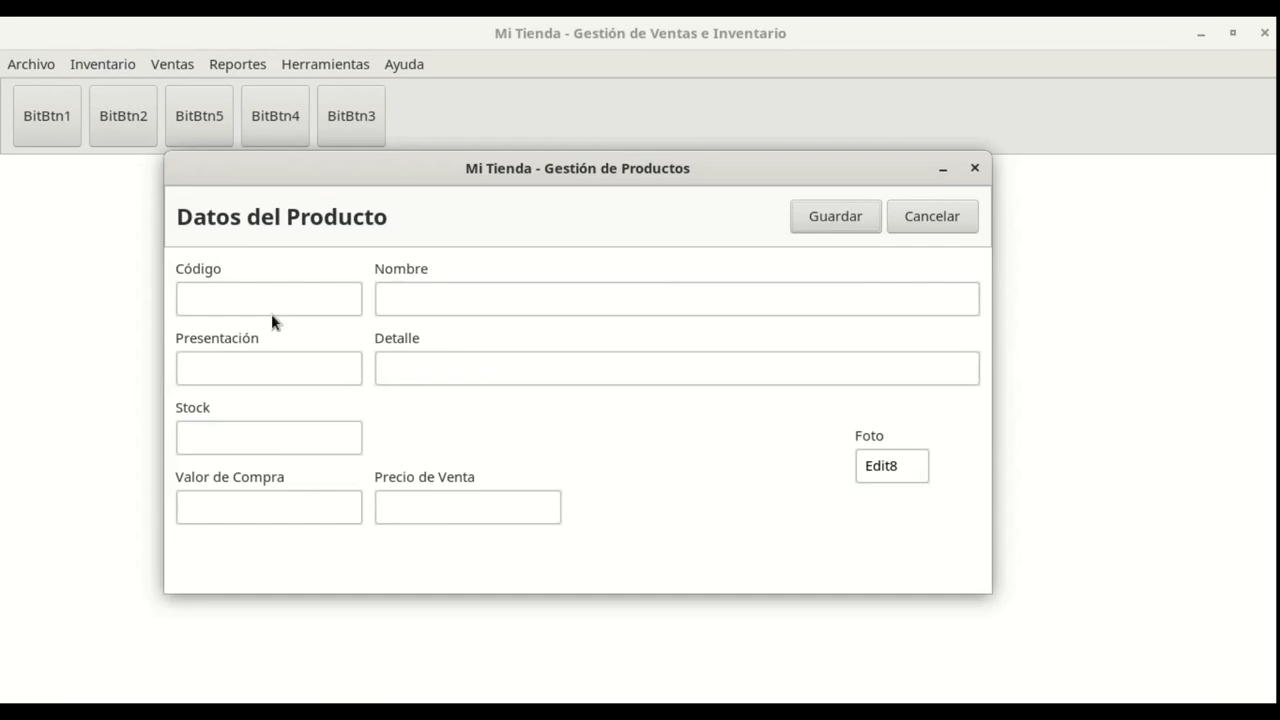 Mi Tienda - Gestión de Ventas e Inventario
Archivo Inventario Ventas Reportes Herramientas Ayuda
BitBtn1 BitBtn2 BitBtn5 BitBtn4 BitBtn3
Mi Tienda - Gestión de Productos
Datos del Producto Guardar Cancelar
Código Nombre
Presentación Detalle
Stock
Foto
Edit8
Valor de Compra Precio de Venta